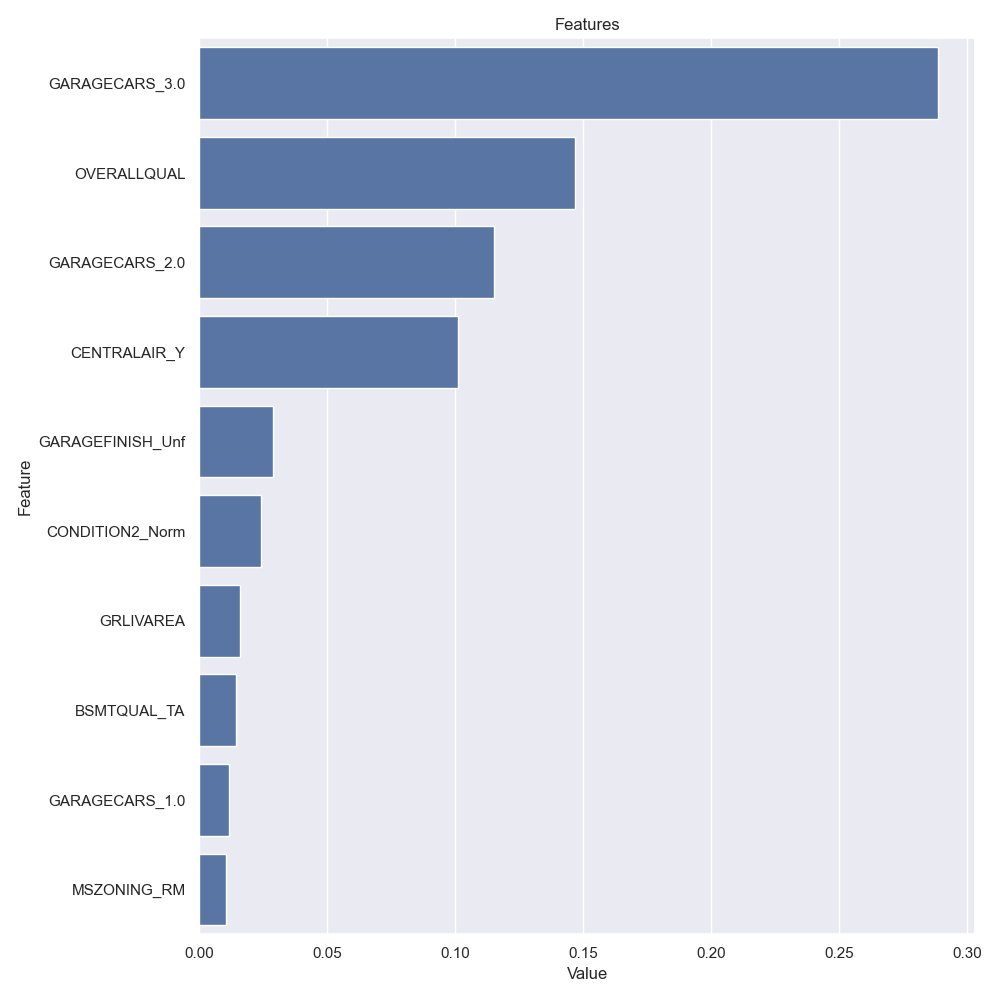 Features
GARAGECARS_3.0
OVERALLQUAL
GARAGECARS_2.0
CENTRALAIR_Y
GARAGEFINISH_Unf
CONDITION2_Norm
GRLIVAREA
BSMTQUAL_TA
GARAGECARS_1.0
MSZONING_RM
Feature
0.00 0.05 0.10 0.15 0.20 0.25 0.30
Value